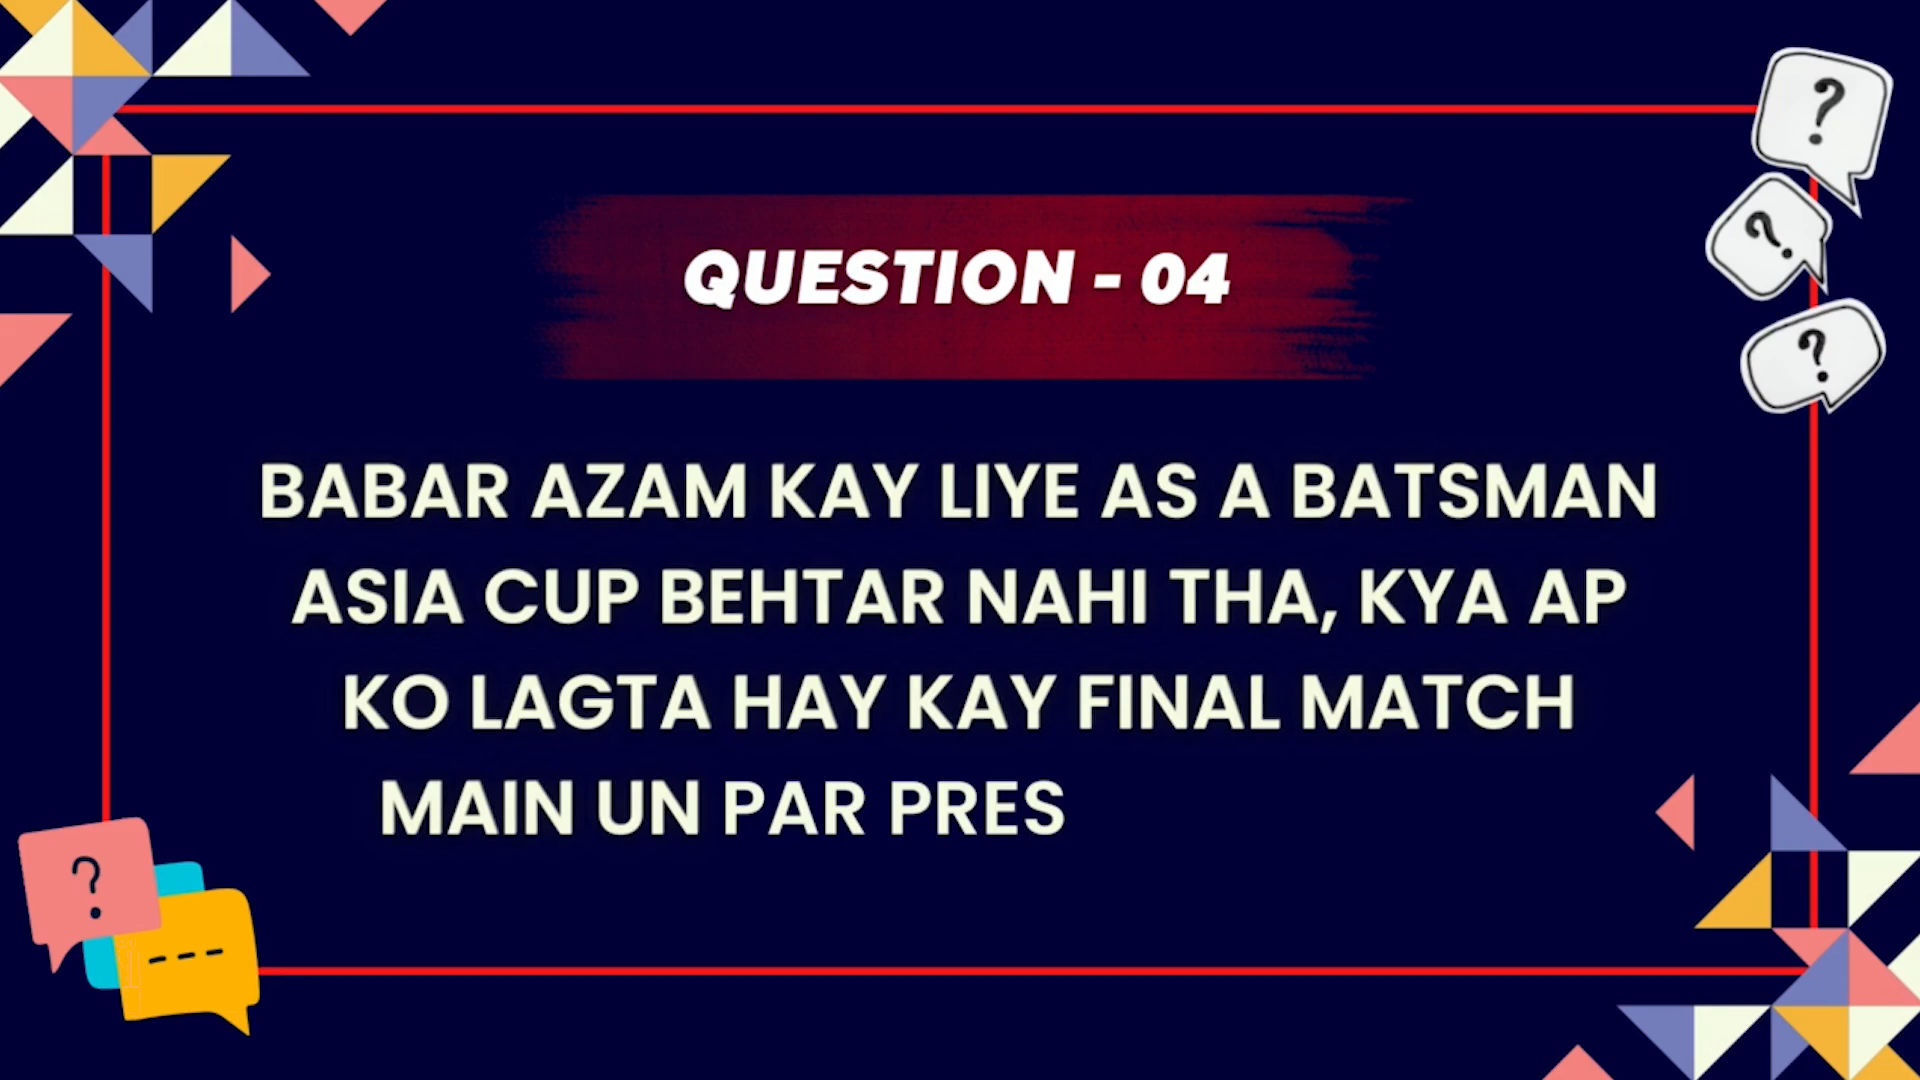 QUESTION - 04
BABAR AZAM KAY LIYE AS A BATSMAN
ASIA CUP BEHTAR NAHI THA, KYA AP
KO LAGTA HAY KAY FINAL MATCH
MAIN UN PAR PRES
?
?
?
?